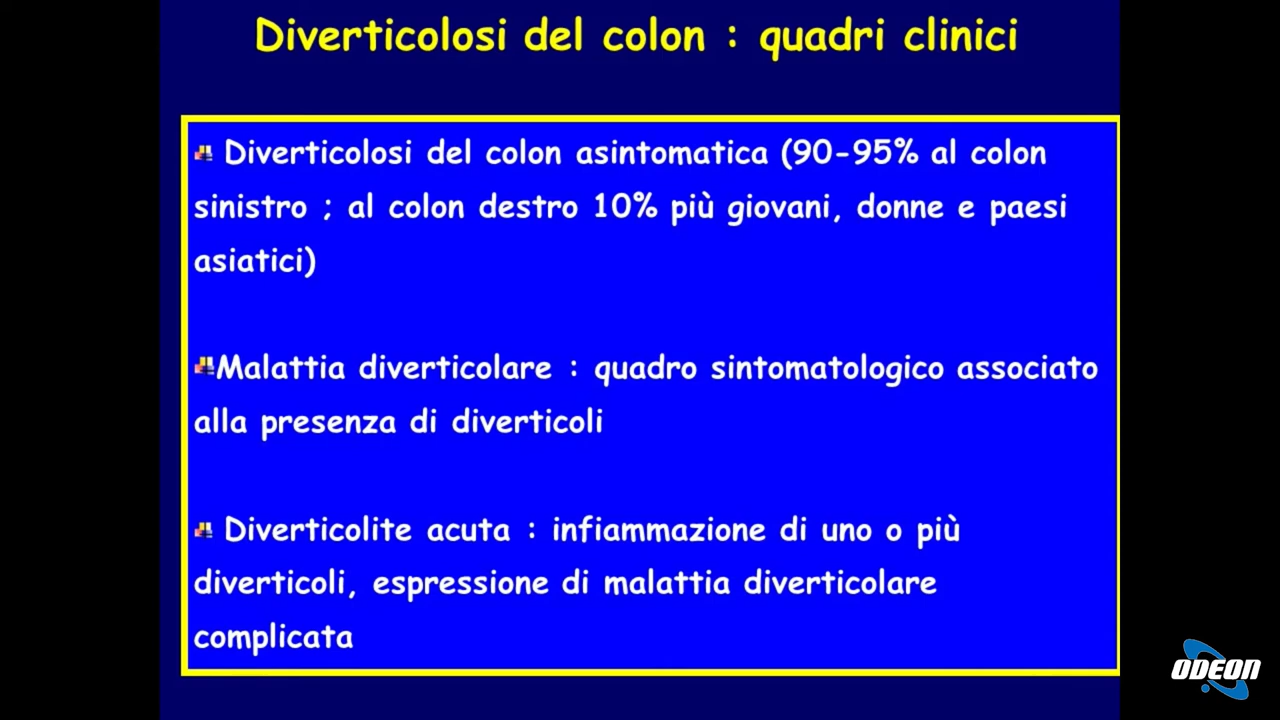 Diverticolosi del colon : quadri clinici
Diverticolosi del colon asintomatica (90-95% al colon
sinistro ; al colon destro 10% più giovani, donne e paesi
asiatici)
Malattia diverticolare : quadro sintomatologico associato
alla presenza di diverticoli
Diverticolite acuta : infiammazione di uno o più
diverticoli, espressione di malattia diverticolare
complicata
ODEON